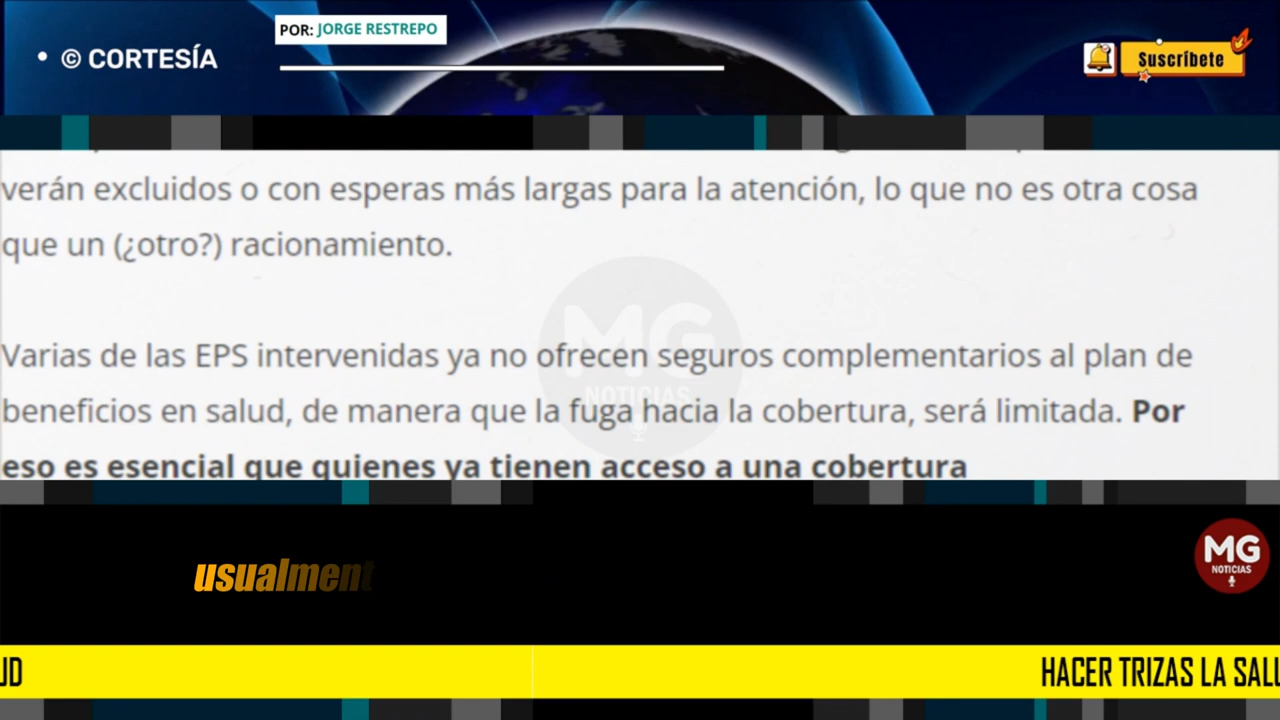 • © CORTESÍA
POR: JORGE RESTREPO
Suscríbete
verán excluidos o con esperas más largas para la atención, lo que no es otra cosa
que un (¿otro?) racionamiento.
MG
NOTICIAS
Varias de las EPS intervenidas ya no ofrecen seguros complementarios al plan de
beneficios en salud, de manera que la fuga hacia la cobertura, será limitada. Por
eso es esencial que quienes ya tienen acceso a una cobertura
usualment
MG
NOTICIAS
UD
HACER TRIZAS LA SALU